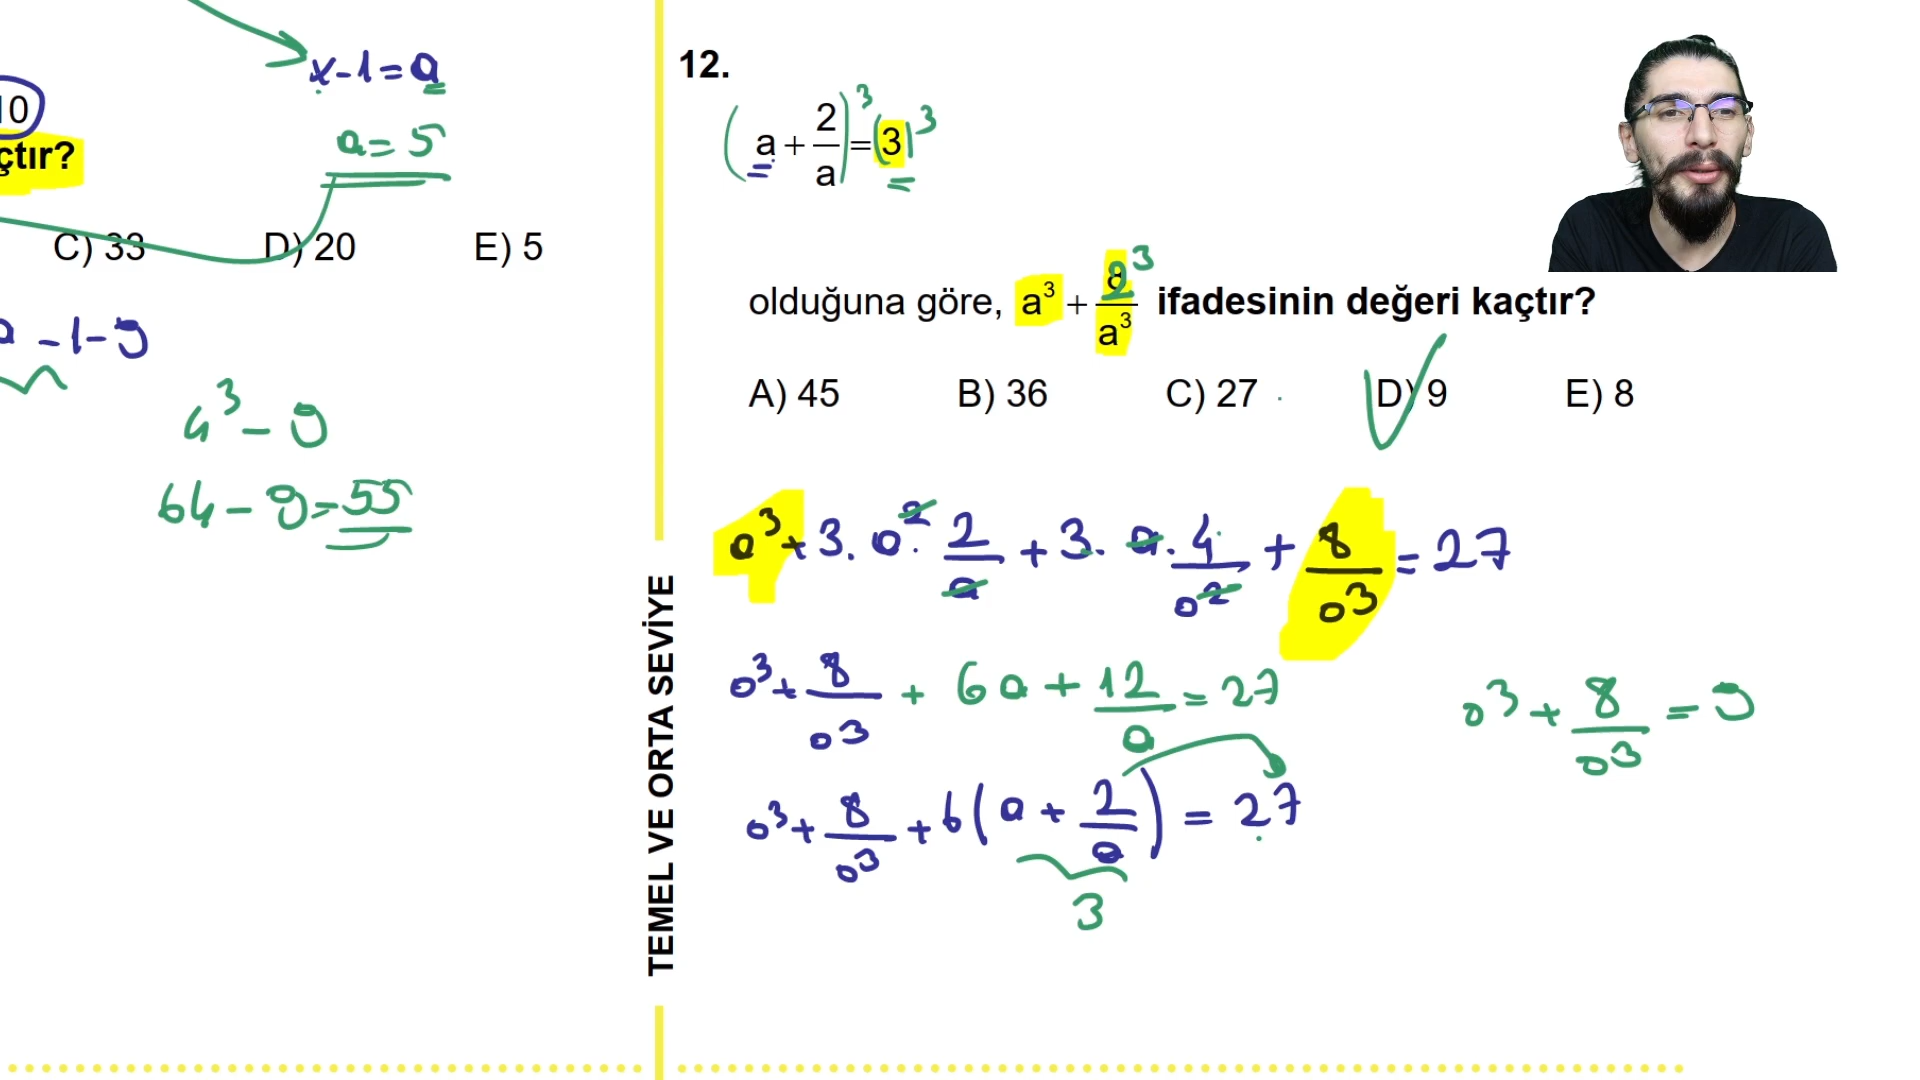 x-1=a
10
a=5
çtır?
C) 33 D) 20 E) 5
-1-9
4³-9
64-9=55
TEMEL VE ORTA SEVİYE
12.
(a+2/a)³=(3)³
olduğuna göre, a³ + 8/a³ ifadesinin değeri kaçtır?
2³
A) 45 B) 36 C) 27 D) 9 E) 8
a³+3.a².2/a+3.a.4/a²+8/a³=27
a³+8/a³+6a+12/a=27
a³+8/a³=9
a³+8/a³+6(a+2/a)=27
3